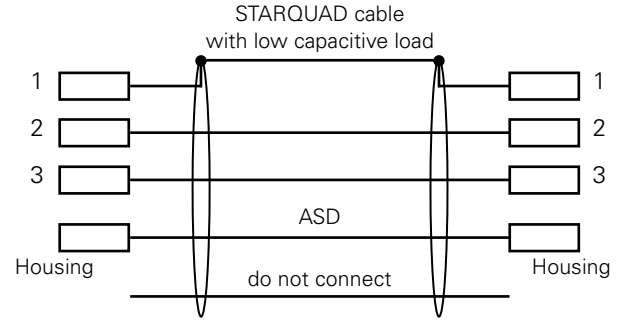 STARQUAD cable
with low capacitive load
1 1
2 2
3 3
ASD
Housing Housing
do not connect